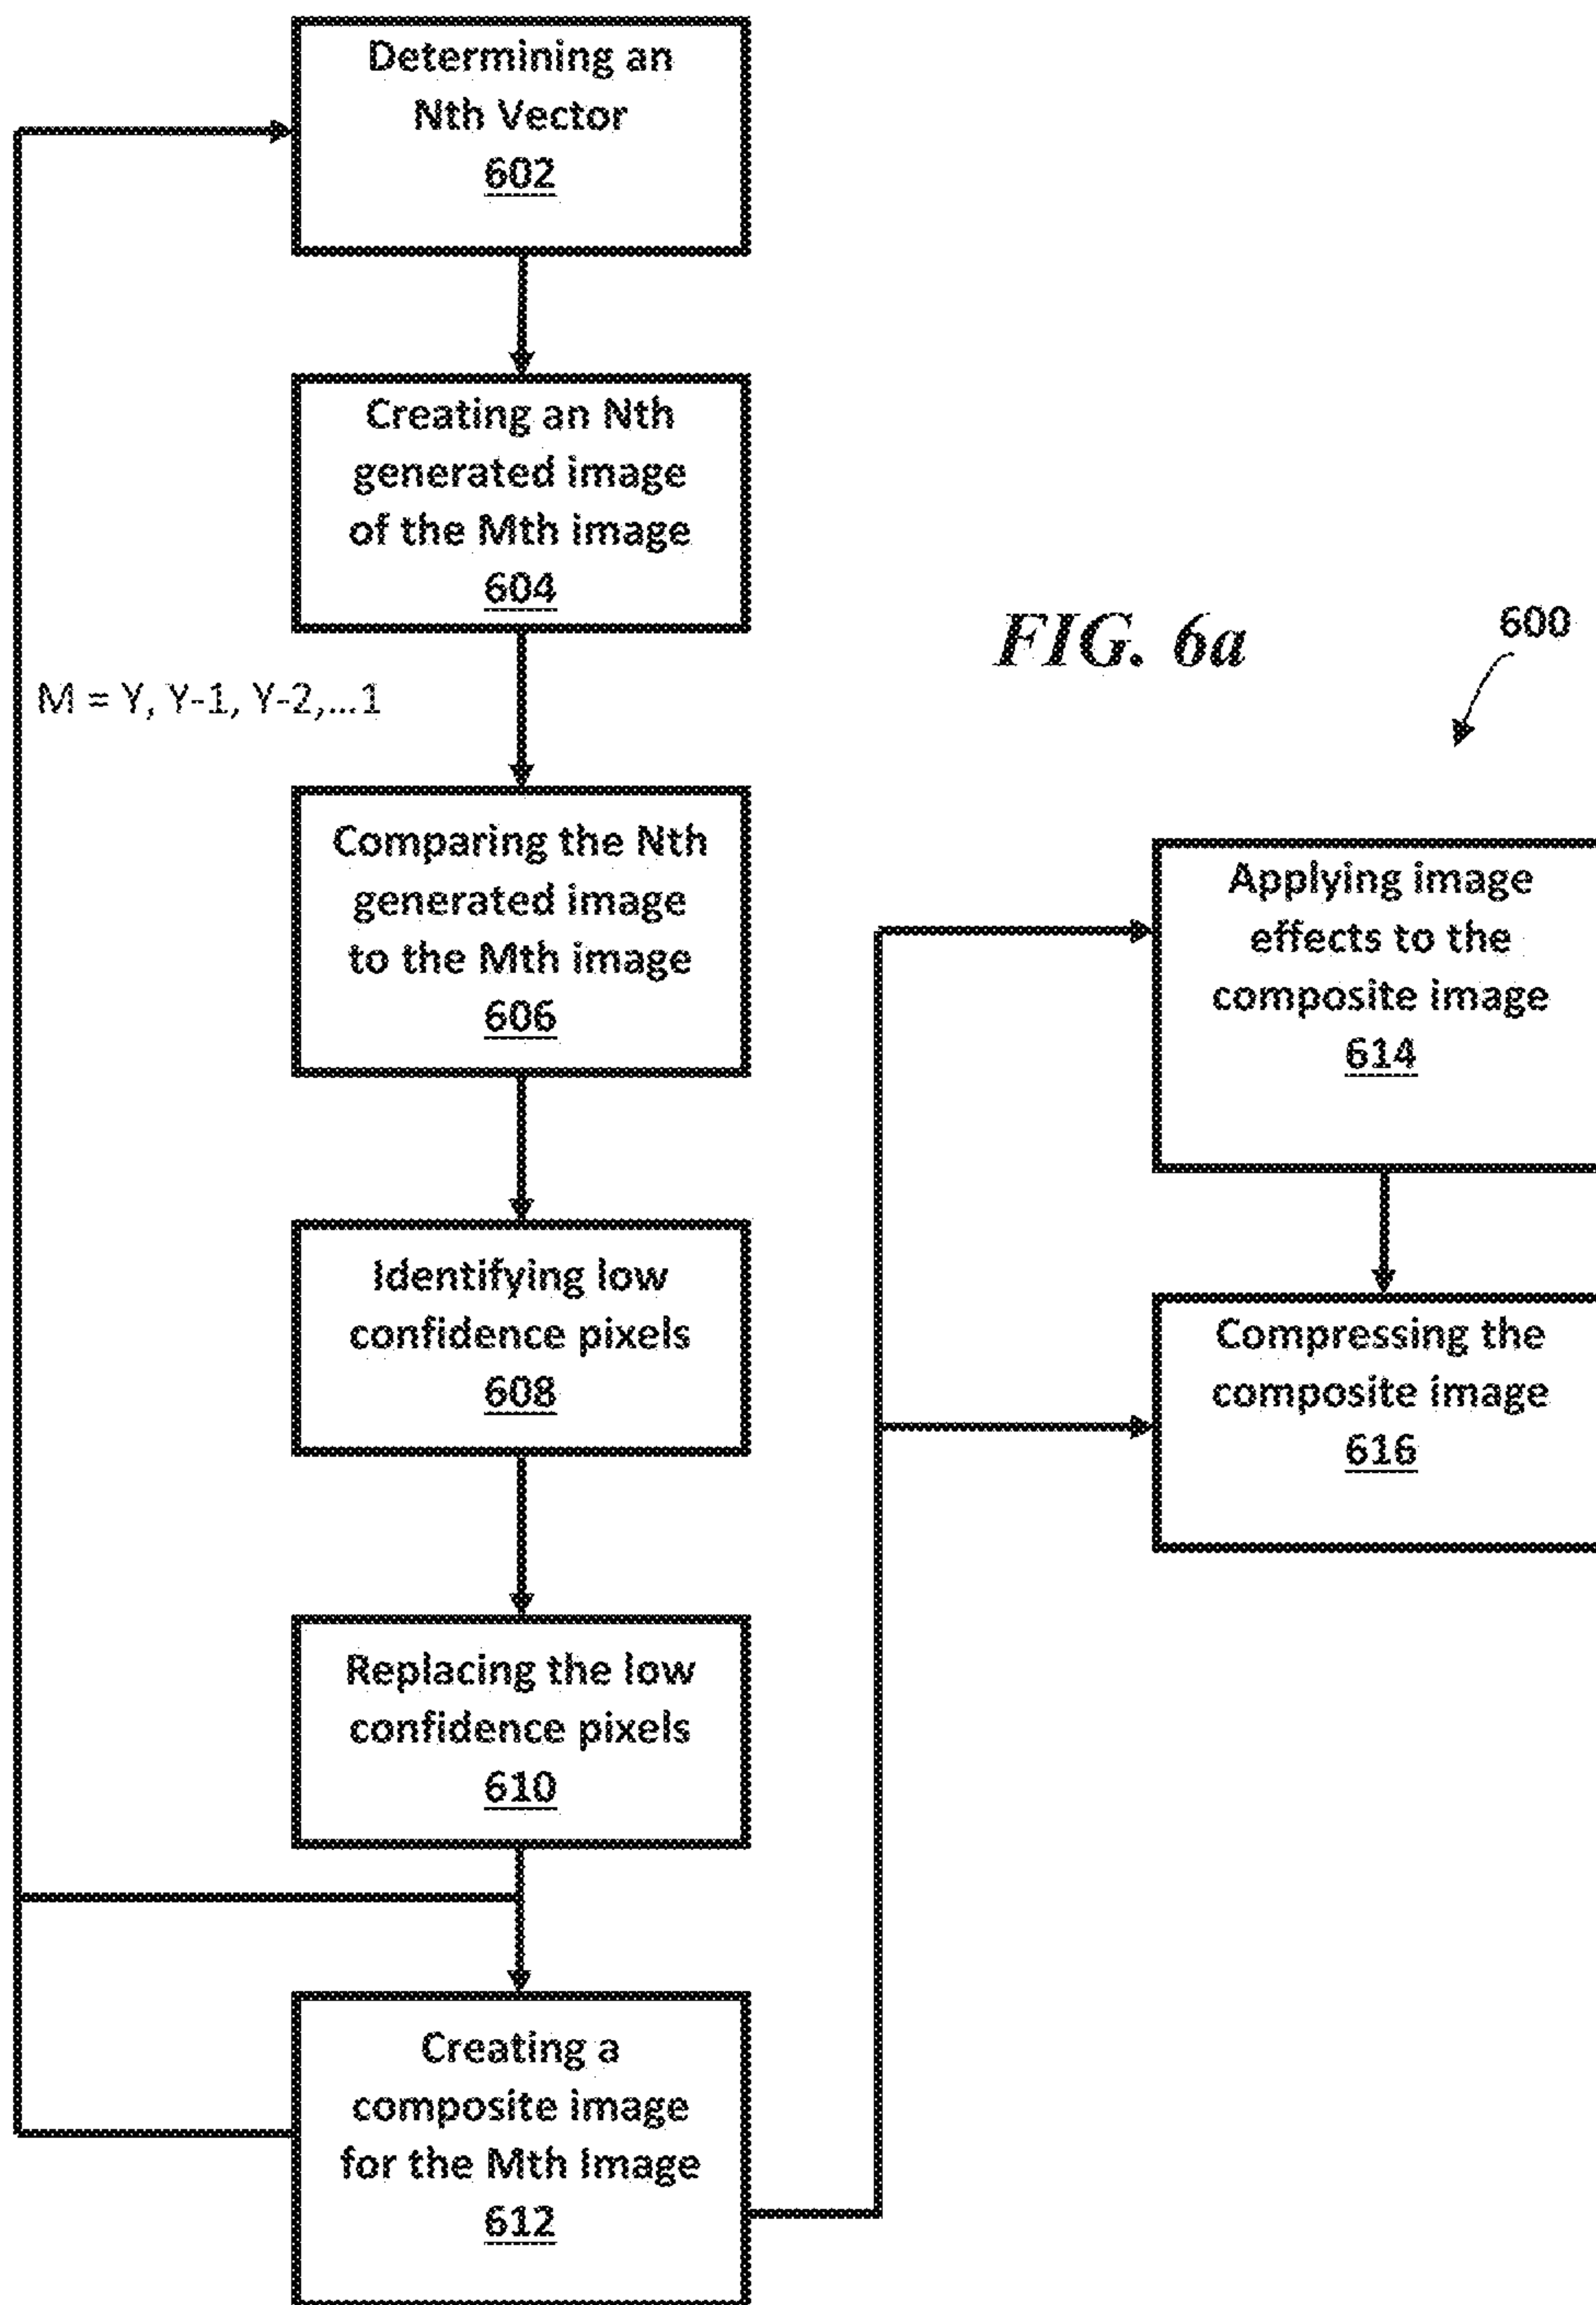 Determining an
Nth Vector
602
Creating an Nth
generated image
of the Mth image
604
M = Y, Y-1, Y-2,...1
Comparing the Nth
generated image
to the Mth image
606
Identifying low
confidence pixels
608
Replacing the low
confidence pixels
610
Creating a
composite image
for the Mth Image
612
FIG. 6a
600
Applying image
effects to the
composite image
614
Compressing the
composite image
616